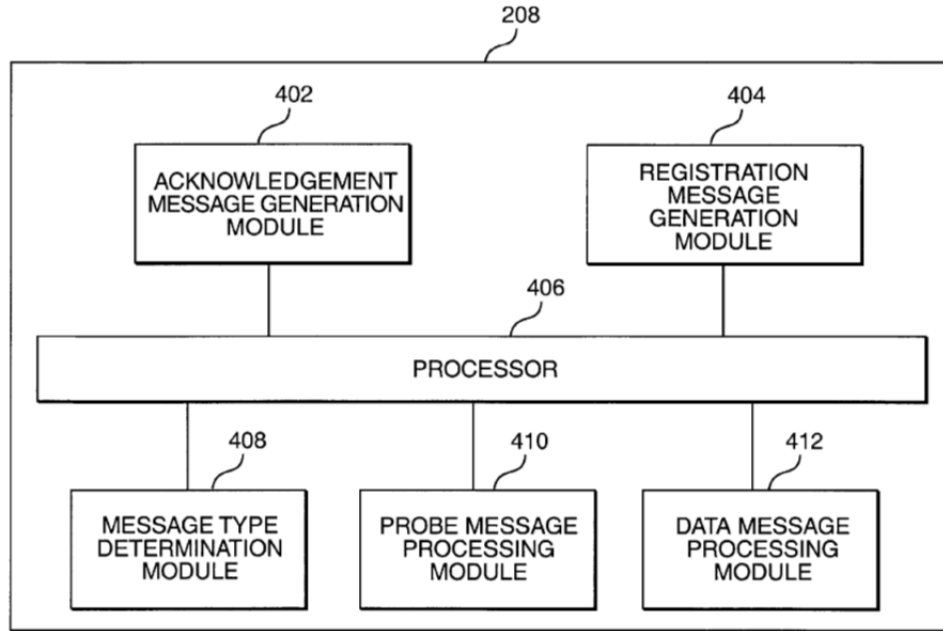 208
402
404
ACKNOWLEDGEMENT
MESSAGE GENERATION
MODULE
REGISTRATION
MESSAGE
GENERATION
MODULE
406
PROCESSOR
408
410
412
MESSAGE TYPE
DETERMINATION
MODULE
PROBE MESSAGE
PROCESSING
MODULE
DATA MESSAGE
PROCESSING
MODULE